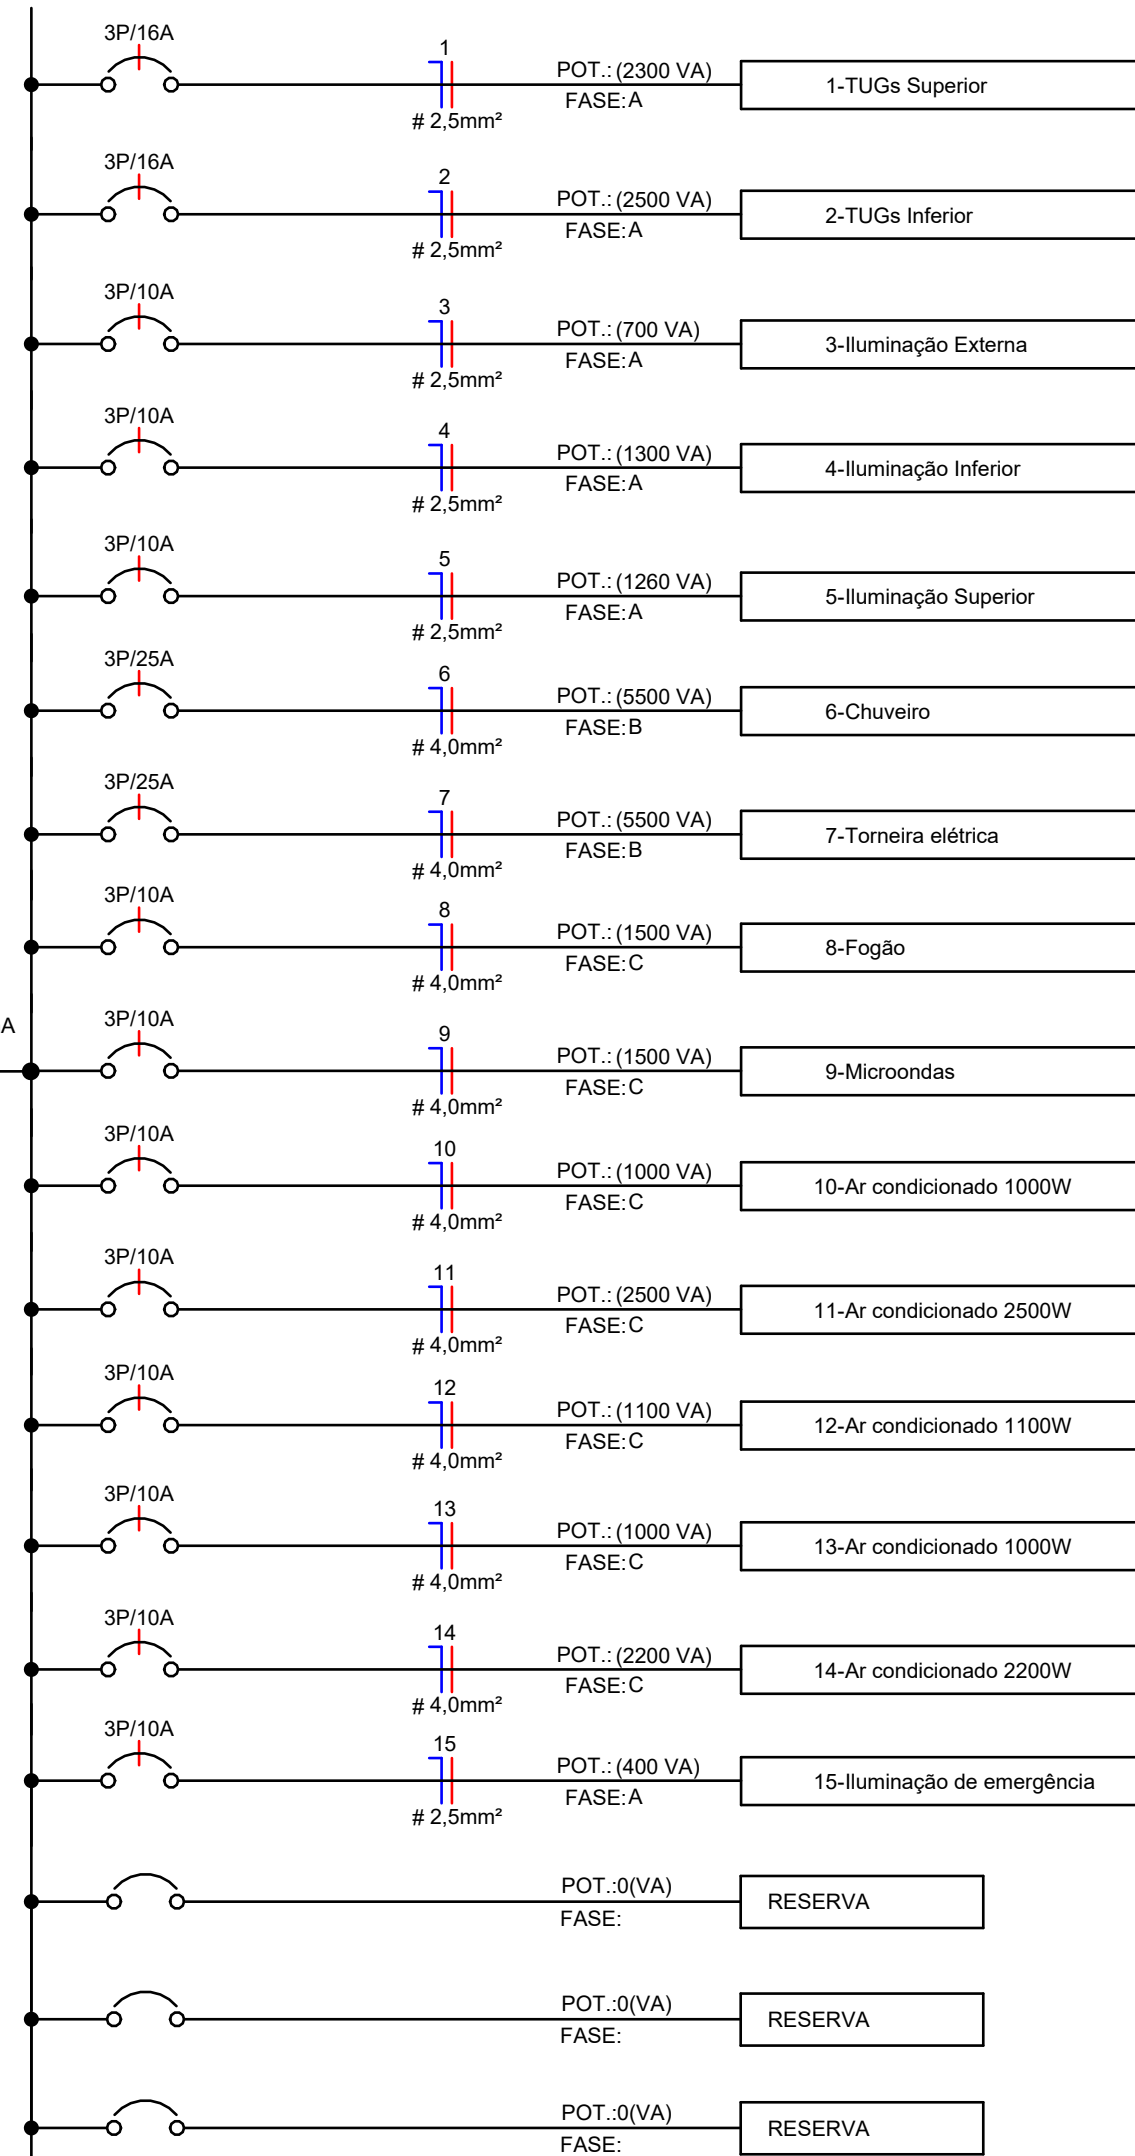 3P/16A
1
POT.: (2300 VA)
FASE: A
# 2,5mm²
1-TUGs Superior
3P/16A
2
POT.: (2500 VA)
FASE: A
# 2,5mm²
2-TUGs Inferior
3P/10A
3
POT.: (700 VA)
FASE: A
# 2,5mm²
3-Iluminação Externa
3P/10A
4
POT.: (1300 VA)
FASE: A
# 2,5mm²
4-Iluminação Inferior
3P/10A
5
POT.: (1260 VA)
FASE: A
# 2,5mm²
5-Iluminação Superior
3P/25A
6
POT.: (5500 VA)
FASE: B
# 4,0mm²
6-Chuveiro
3P/25A
7
POT.: (5500 VA)
FASE: B
# 4,0mm²
7-Torneira elétrica
3P/10A
8
POT.: (1500 VA)
FASE: C
# 4,0mm²
8-Fogão
A
3P/10A
9
POT.: (1500 VA)
FASE: C
# 4,0mm²
9-Microondas
3P/10A
10
POT.: (1000 VA)
FASE: C
# 4,0mm²
10-Ar condicionado 1000W
3P/10A
11
POT.: (2500 VA)
FASE: C
# 4,0mm²
11-Ar condicionado 2500W
3P/10A
12
POT.: (1100 VA)
FASE: C
# 4,0mm²
12-Ar condicionado 1100W
3P/10A
13
POT.: (1000 VA)
FASE: C
# 4,0mm²
13-Ar condicionado 1000W
3P/10A
14
POT.: (2200 VA)
FASE: C
# 4,0mm²
14-Ar condicionado 2200W
3P/10A
15
POT.: (400 VA)
FASE: A
# 2,5mm²
15-Iluminação de emergência
POT.:0(VA)
FASE:
RESERVA
POT.:0(VA)
FASE:
RESERVA
POT.:0(VA)
FASE:
RESERVA